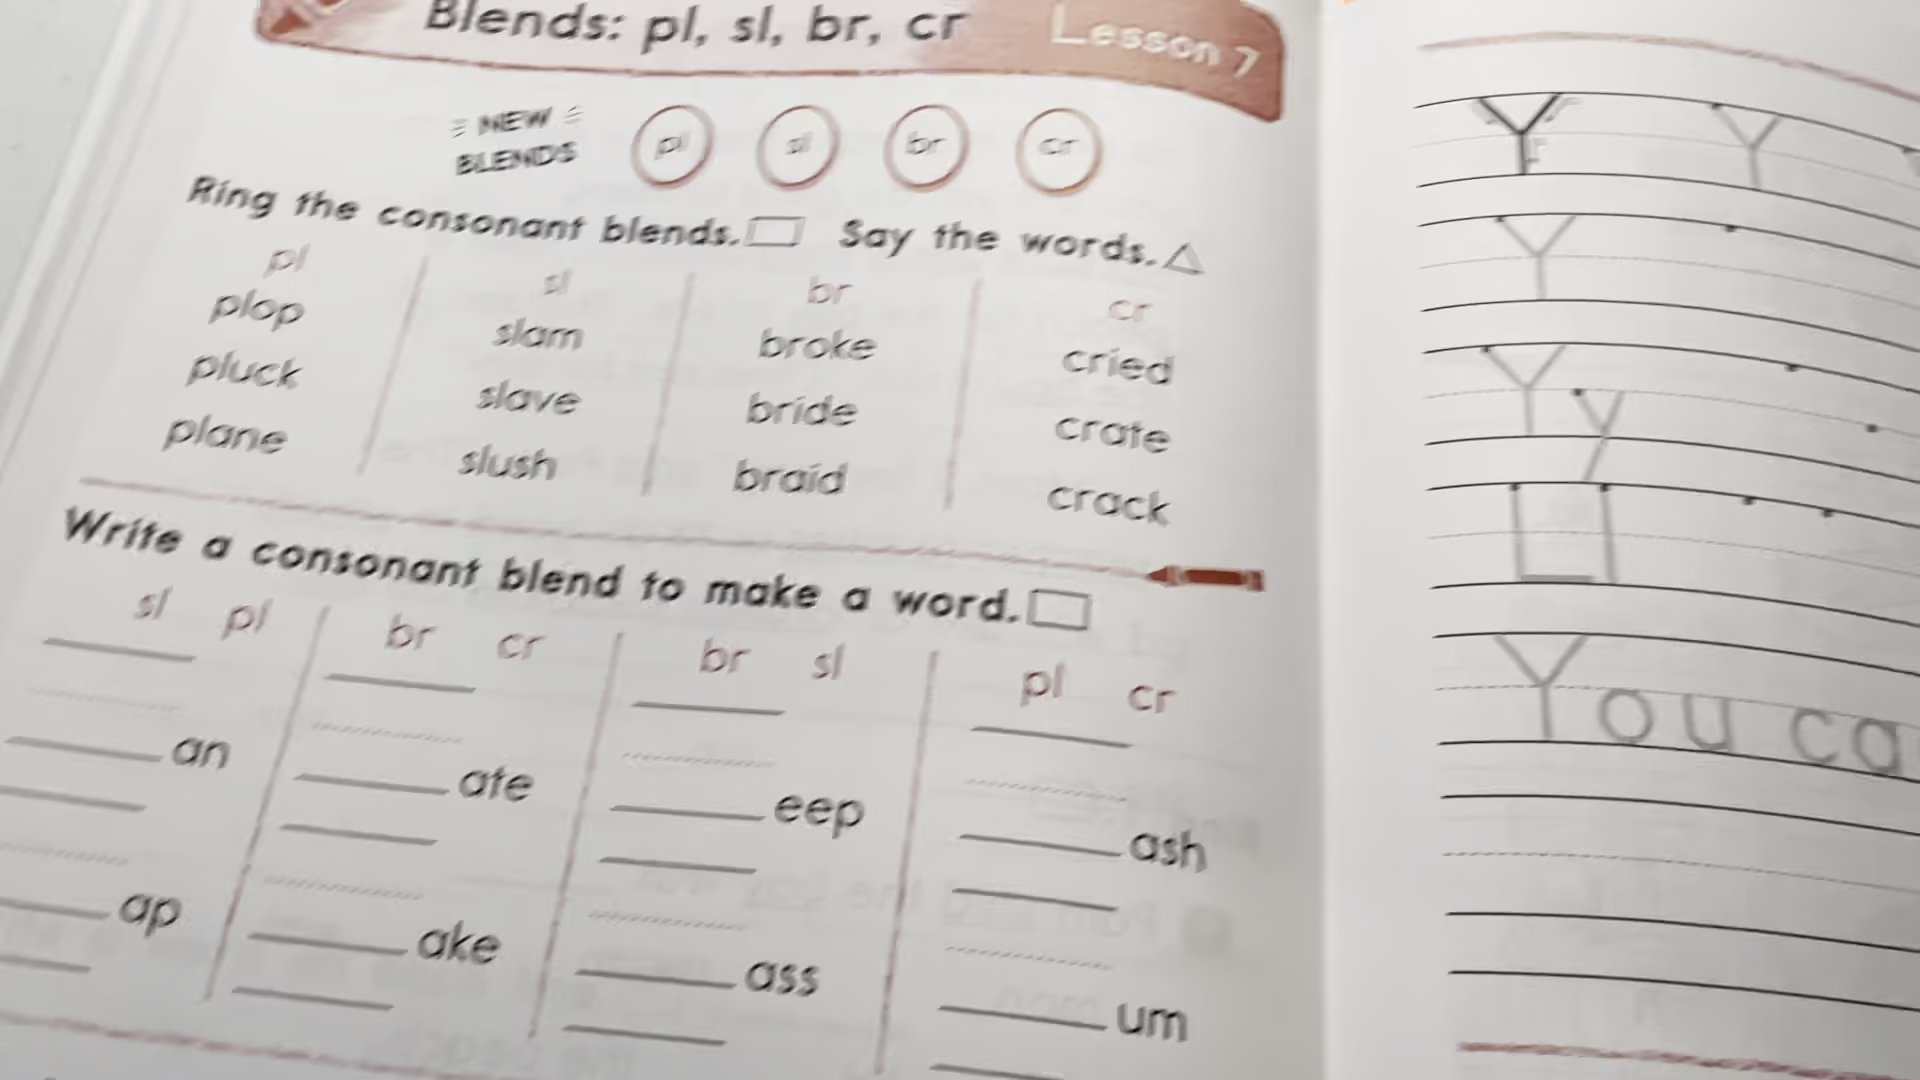 Blends: pl, sl, br, cr Lesson 7
NEW BLENDS pl sl br cr
Ring the consonant blends. Say the words.
pl sl br cr
plop slam broke cried
pluck slave bride crate
plane slush braid crack
Write a consonant blend to make a word.
sl pl br cr br sl pl cr
an ate eep ash
ap ake ass um
Y Y
Y
Y y
U
You ca